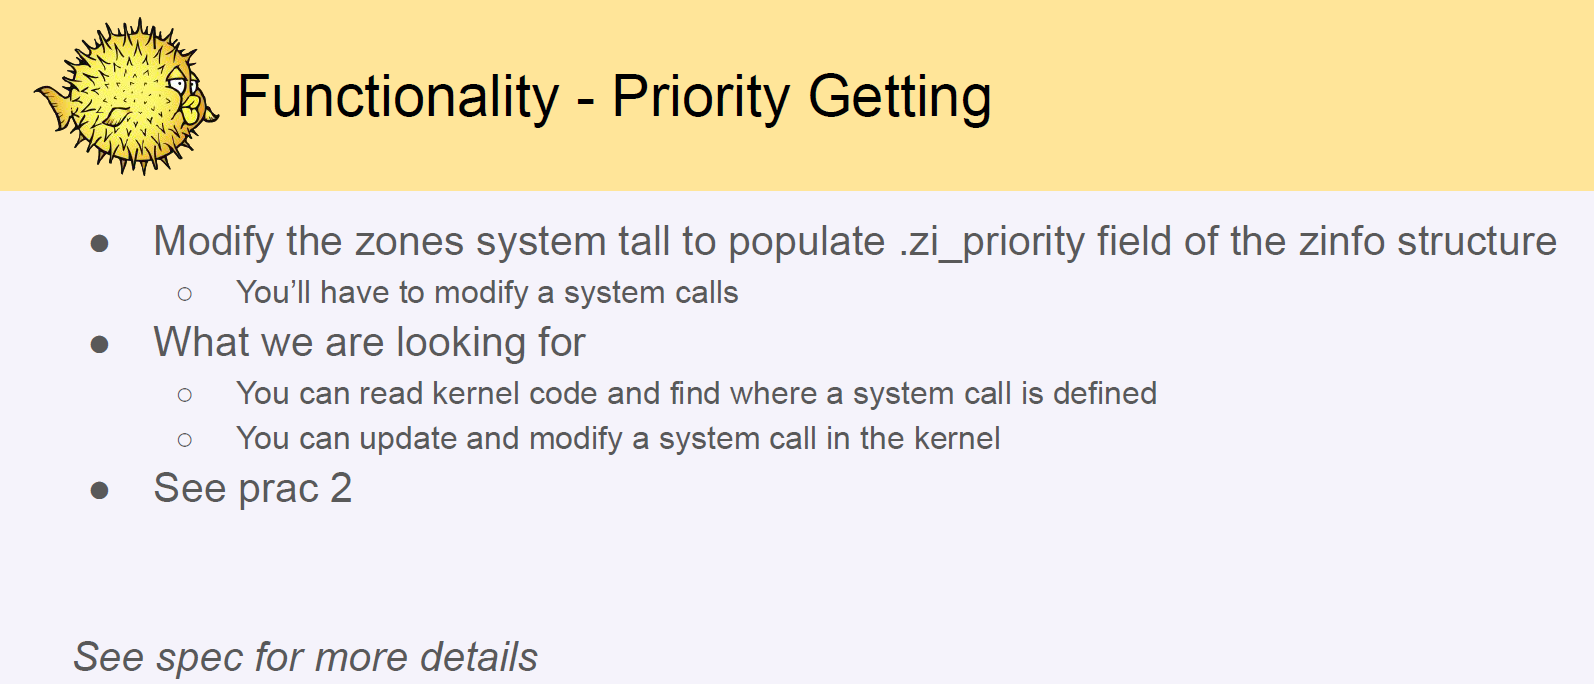 Functionality - Priority Getting
● Modify the zones system tall to populate .zi_priority field of the zinfo structure
○ You’ll have to modify a system calls
● What we are looking for
○ You can read kernel code and find where a system call is defined
○ You can update and modify a system call in the kernel
● See prac 2
See spec for more details